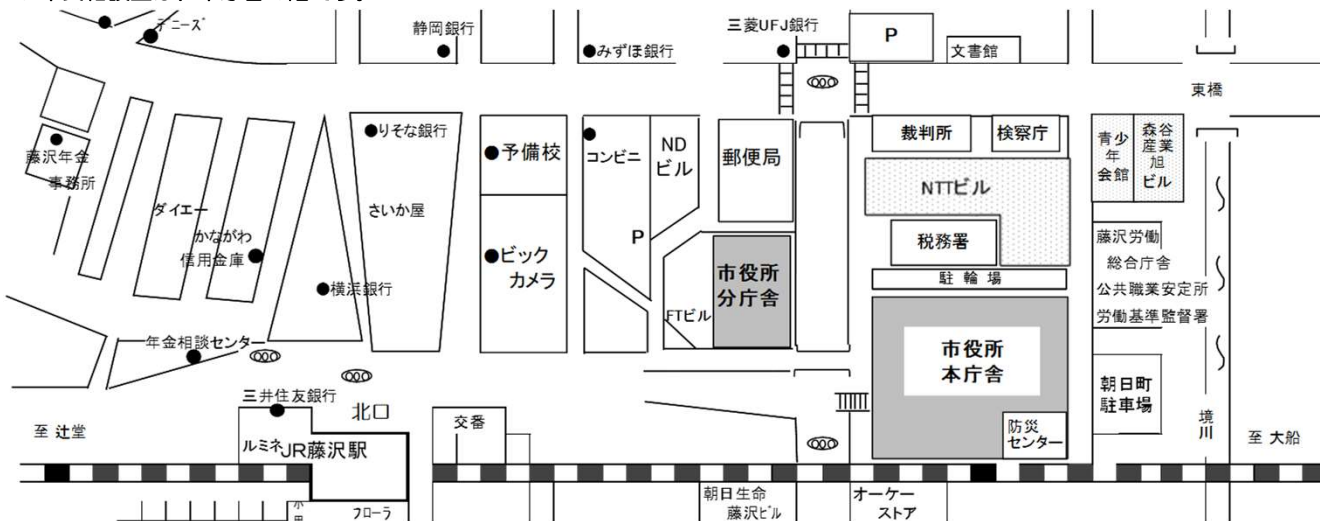 デニーズ
静岡銀行
みずほ銀行
三菱UFJ銀行
P
文書館
東橋
藤沢年金
事務所
りそな銀行
予備校
コンビニ
ND
ビル
郵便局
裁判所
検察庁
青少年会館
森谷産業旭ビル
NTTビル
ダイエー
さいか屋
かながわ
信用金庫
P
ビック
カメラ
市役所
分庁舎
税務署
藤沢労働
総合庁舎
駐輪場
公共職業安定所
労働基準監督署
横浜銀行
FTビル
年金相談センター
市役所
本庁舎
三井住友銀行
北口
交番
朝日町
駐車場
境川
至 辻堂
ルミネ
JR藤沢駅
防災
センター
至 大船
フローラ
朝日生命
藤沢ビル
オーケー
ストア